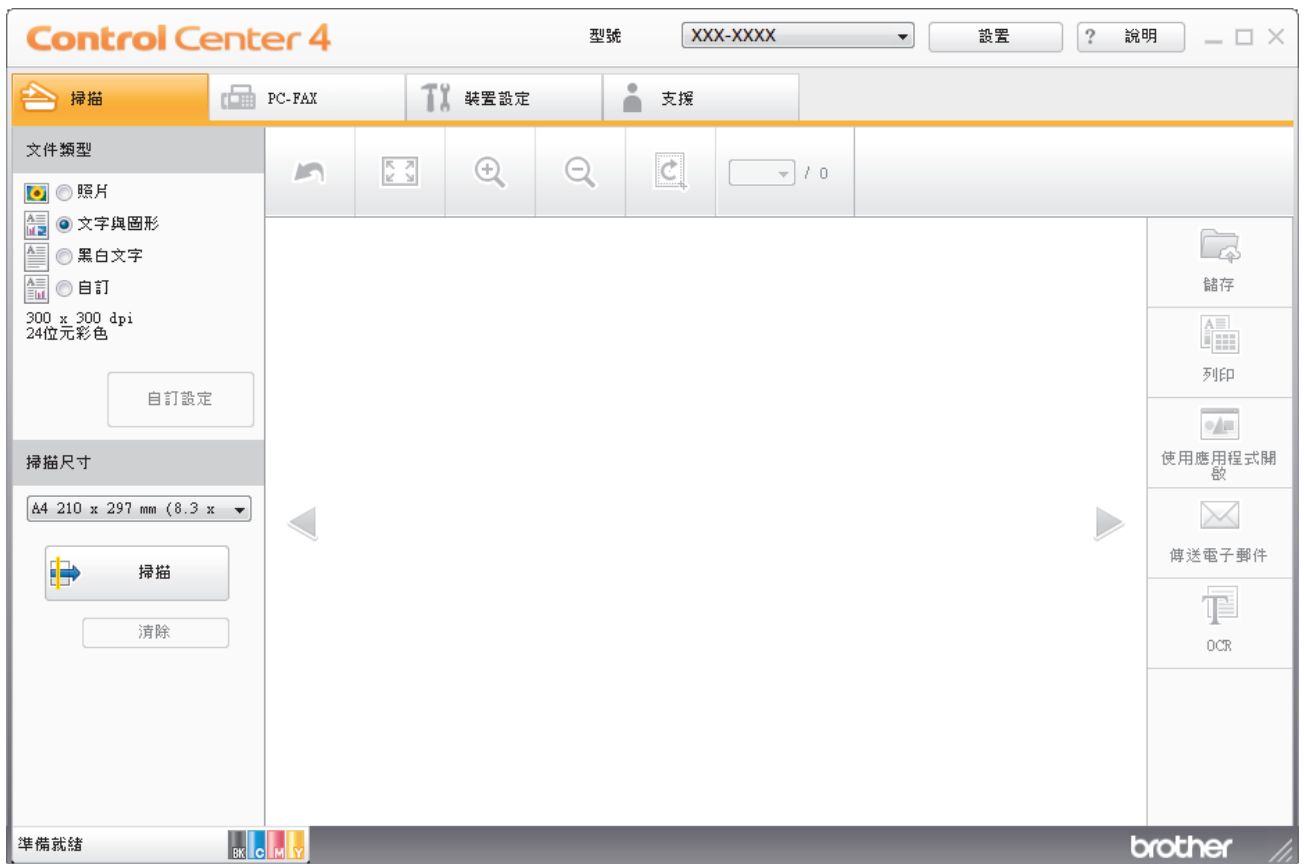 Control Center 4
型號
XXX-XXXX
設置
? 說明
掃描
PC-FAX
裝置設定
支援
文件類型
照片
文字與圖形
黑白文字
自訂
300 x 300 dpi
24位元彩色
自訂設定
掃描尺寸
A4 210 x 297 mm (8.3 x
掃描
清除
/ 0
儲存
列印
使用應用程式開
啟
傳送電子郵件
OCR
準備就緒
BK C M Y
brother